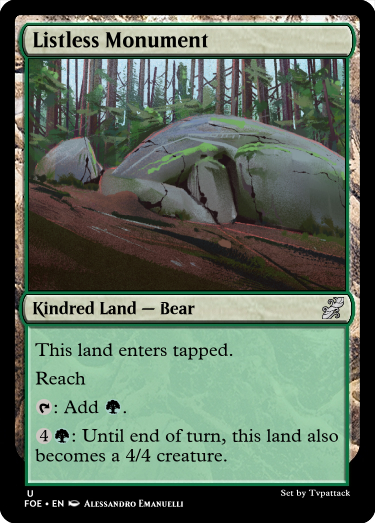 Listless Monument
Kindred Land — Bear
This land enters tapped.
Reach
: Add .
4 : Until end of turn, this land also
becomes a 4/4 creature.
U
Set by Tvpattack
FOE • EN Alessandro Emanuelli